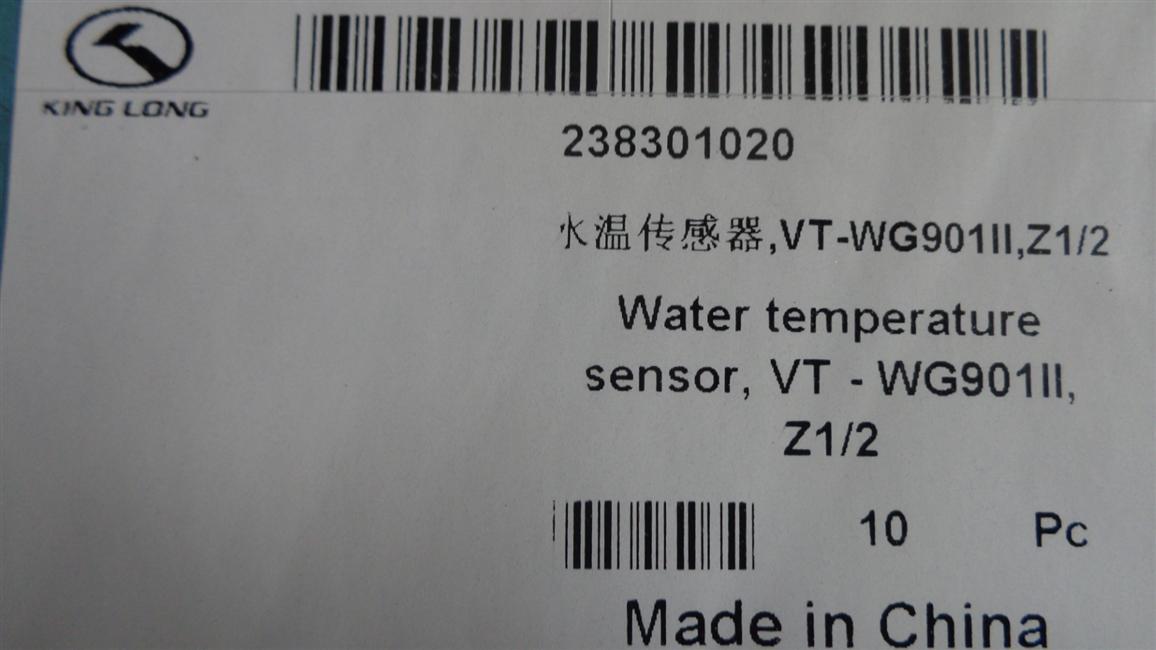 KING LONG
238301020
水温传感器,VT-WG901II,Z1/2
Water temperature
sensor, VT - WG901II,
Z1/2
10 Pc
Made in China